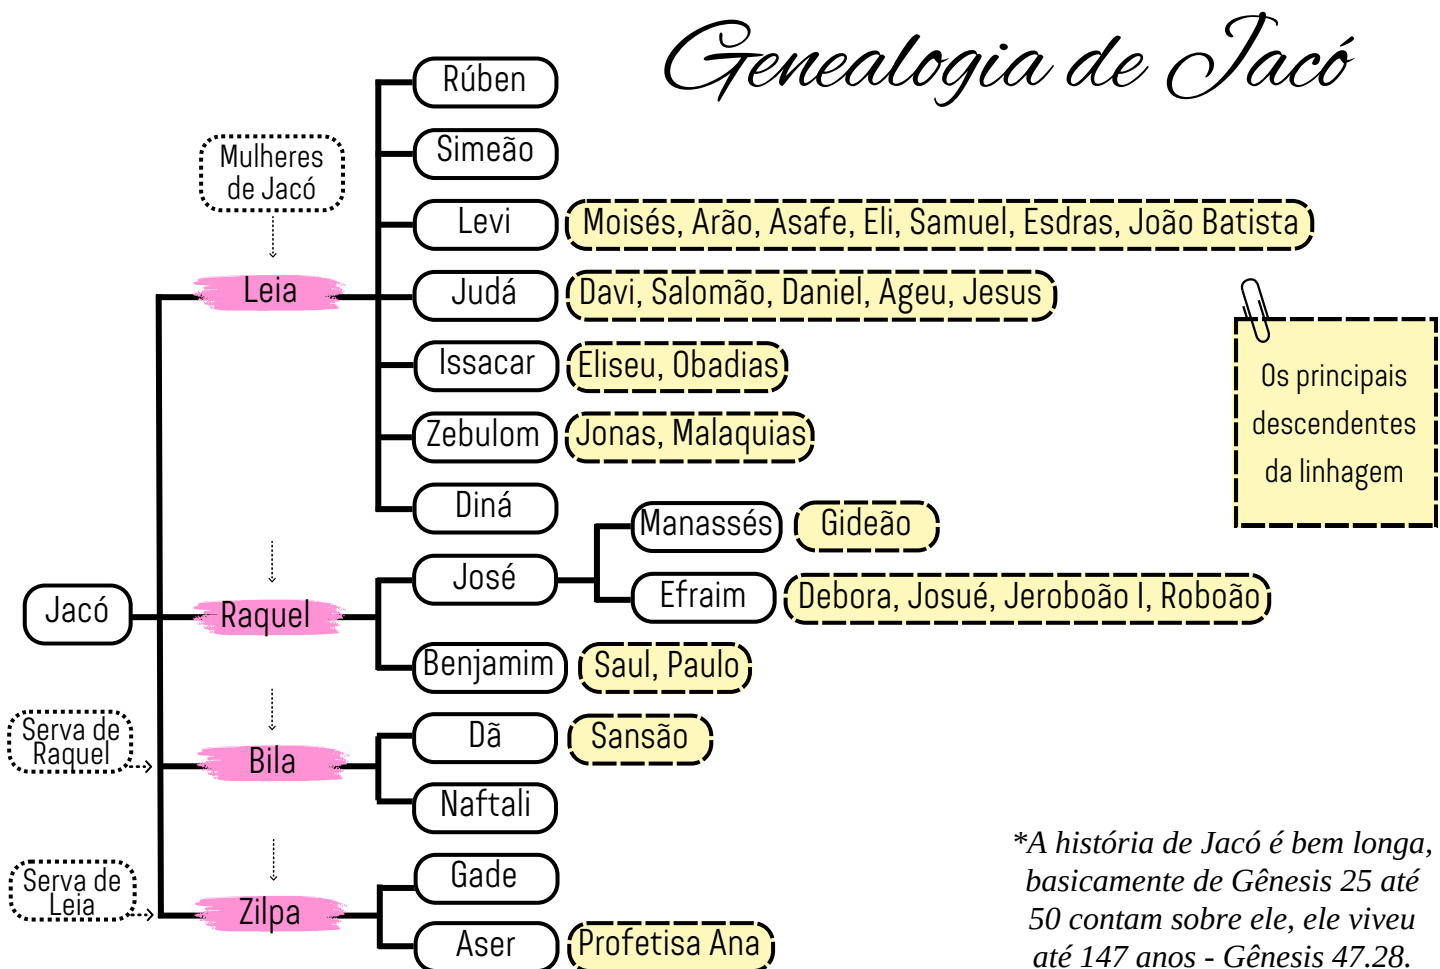 Genealogia de Jacó
Rúben
Simeão
Mulheres
de Jacó
Levi
Moisés, Arão, Asafe, Eli, Samuel, Esdras, João Batista
Leia
Judá
Davi, Salomão, Daniel, Ageu, Jesus
Issacar
Eliseu, Obadias
Os principais
descendentes
da linhagem
Zebulom
Jonas, Malaquias
Diná
Manassés
Gideão
José
Efraim
Debora, Josué, Jeroboão I, Roboão
Jacó
Raquel
Benjamim
Saul, Paulo
Serva de
Raquel
Bila
Dã
Sansão
Naftali
Serva de
Leia
Zilpa
Gade
Aser
Profetisa Ana
*A história de Jacó é bem longa,
basicamente de Gênesis 25 até
50 contam sobre ele, ele viveu
até 147 anos - Gênesis 47.28.